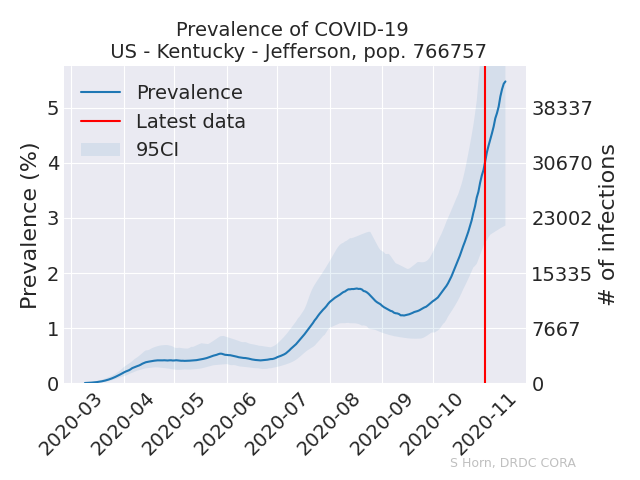 Prevalence of COVID-19
US - Kentucky - Jefferson, pop. 766757
Prevalence
Latest data
95CI
Prevalence (%)
5
4
3
2
1
0
38337
30670
23002
15335
7667
0
# of infections
2020-03
2020-04
2020-05
2020-06
2020-07
2020-08
2020-09
2020-10
2020-11
S Horn, DRDC CORA